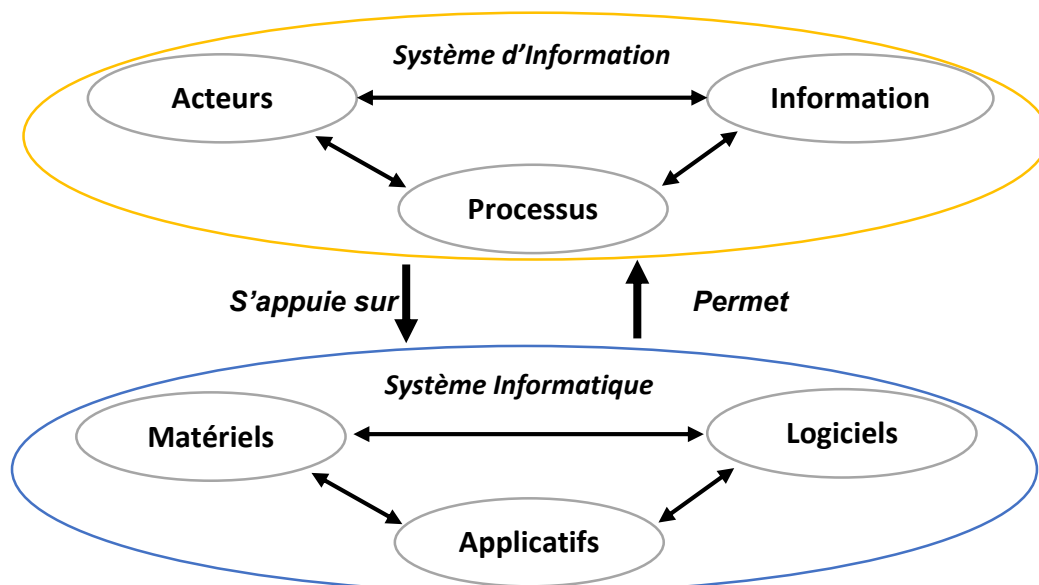 Système d’Information
Acteurs
Information
Processus
S’appuie sur
Permet
Système Informatique
Matériels
Logiciels
Applicatifs